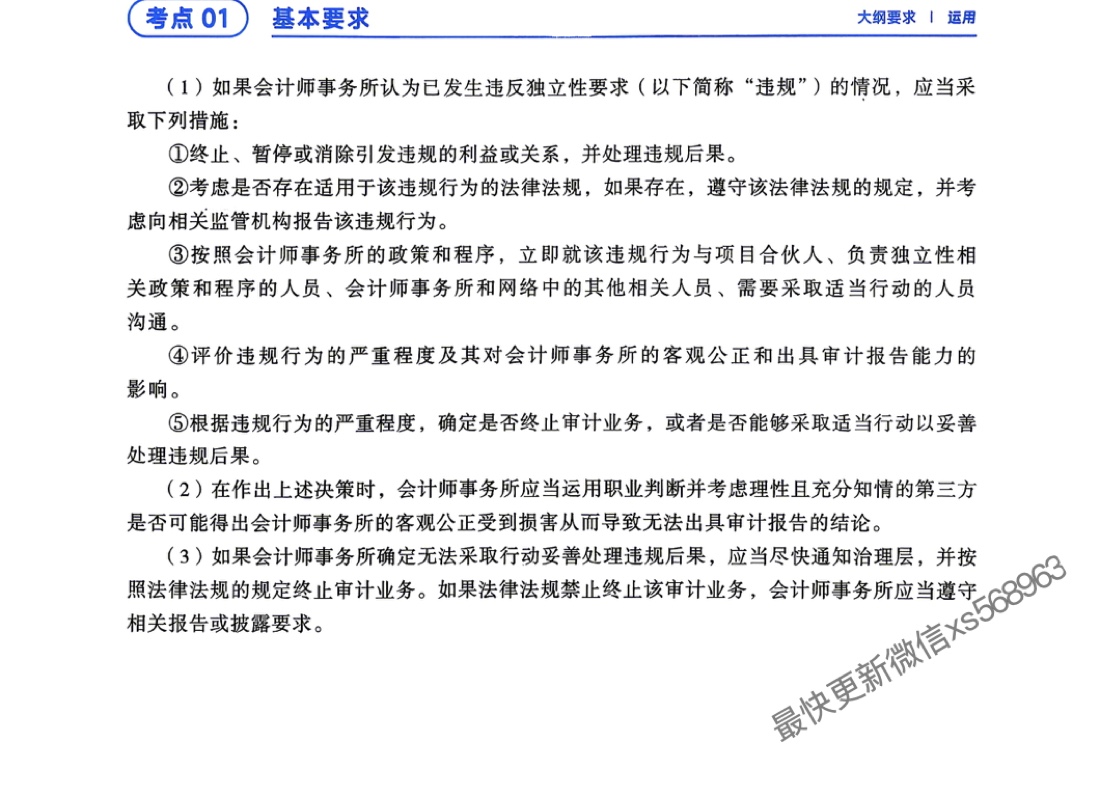 考点 01 基本要求 大纲要求 | 运用
（1）如果会计师事务所认为已发生违反独立性要求（以下简称“违规”）的情况，应当采
取下列措施：
①终止、暂停或消除引发违规的利益或关系，并处理违规后果。
②考虑是否存在适用于该违规行为的法律法规，如果存在，遵守该法律法规的规定，并考
虑向相关监管机构报告该违规行为。
③按照会计师事务所的政策和程序，立即就该违规行为与项目合伙人、负责独立性相
关政策和程序的人员、会计师事务所和网络中的其他相关人员、需要采取适当行动的人员
沟通。
④评价违规行为的严重程度及其对会计师事务所的客观公正和出具审计报告能力的
影响。
⑤根据违规行为的严重程度，确定是否终止审计业务，或者是否能够采取适当行动以妥善
处理违规后果。
（2）在作出上述决策时，会计师事务所应当运用职业判断并考虑理性且充分知情的第三方
是否可能得出会计师事务所的客观公正受到损害从而导致无法出具审计报告的结论。
（3）如果会计师事务所确定无法采取行动妥善处理违规后果，应当尽快通知治理层，并按
照法律法规的规定终止审计业务。如果法律法规禁止终止该审计业务，会计师事务所应当遵守
相关报告或披露要求。
最快更新微信xs568963